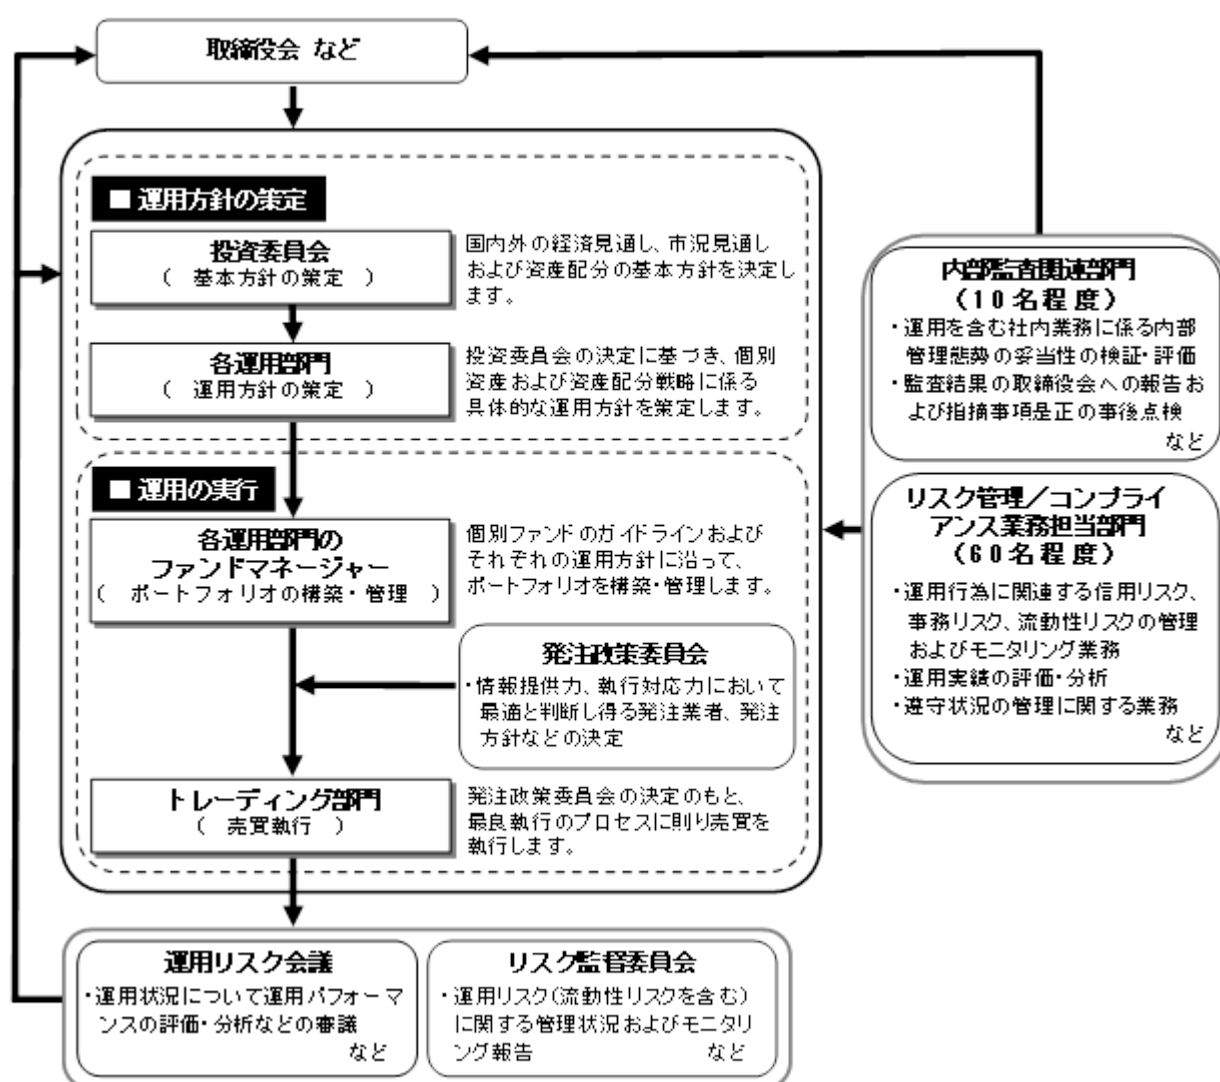 取締役会 など
■ 運用方針の策定
投資委員会
( 基本方針の策定 )
国内外の経済見通し、市況見通し
および資産配分の基本方針を決定し
ます。
各運用部門
( 運用方針の策定 )
投資委員会の決定に基づき、個別
資産および資産配分戦略に係る
具体的な運用方針を策定します。
■ 運用の実行
各運用部門の
ファンドマネージャー
( ポートフォリオの構築・管理 )
個別ファンドのガイドラインおよび
それぞれの運用方針に沿って、
ポートフォリオを構築・管理します。
発注政策委員会
・情報提供力、執行対応力において
最適と判断し得る発注業者、発注
方針などの決定
トレーディング部門
( 売買執行 )
発注政策委員会の決定のもと、
最良執行のプロセスに則り売買を
執行します。
運用リスク会議
・運用状況について運用パフォーマ
ンスの評価・分析などの審議
など
リスク監督委員会
・運用リスク(流動性リスクを含む)
に関する管理状況およびモニタリ
ング報告 など
内部監査関連部門
(10名程度)
・運用を含む社内業務に係る内部
管理態勢の妥当性の検証・評価
・監査結果の取締役会への報告お
よび指摘事項是正の事後点検
など
リスク管理/コンプライ
アンス業務担当部門
(60名程度)
・運用行為に関連する信用リスク、
事務リスク、流動性リスクの管理
およびモニタリング業務
・運用実績の評価・分析
・遵守状況の管理に関する業務
など